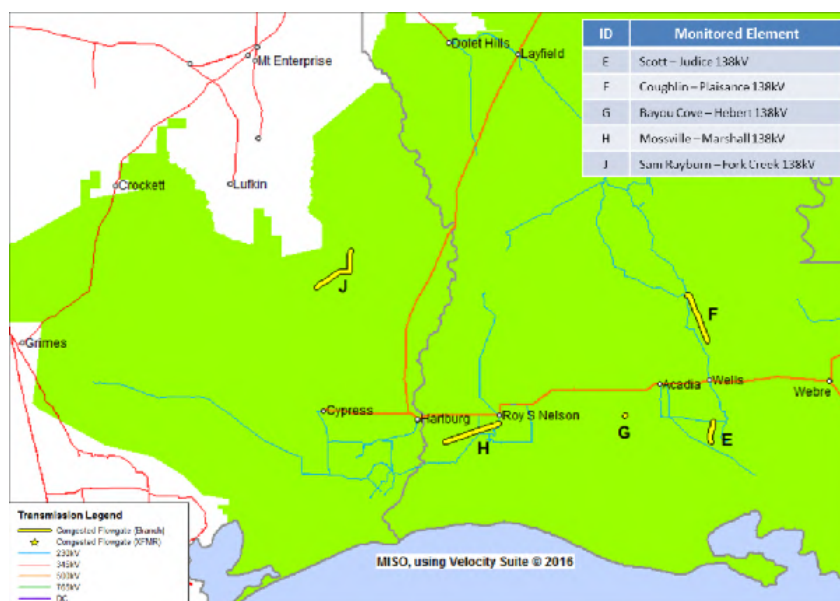 ID Monitored Element
E Scott – Judice 138kV
F Coughlin – Plaisance 138kV
G Bayou Cove – Hebert 138kV
H Mossville – Marshall 138kV
J Sam Rayburn – Fork Creek 138kV
Dolet Hills
Layfield
Mt Enterprise
Crockett
Lufkin
J
F
Grimes
Acadia
Wells
Webre
Cypress
Hartburg
Roy S Nelson
G
E
H
Transmission Legend
Congested Flowgate (Branch)
Congested Flowgate (XFMR)
230kV
345kV
500kV
765kV
DC
MISO, using Velocity Suite © 2016